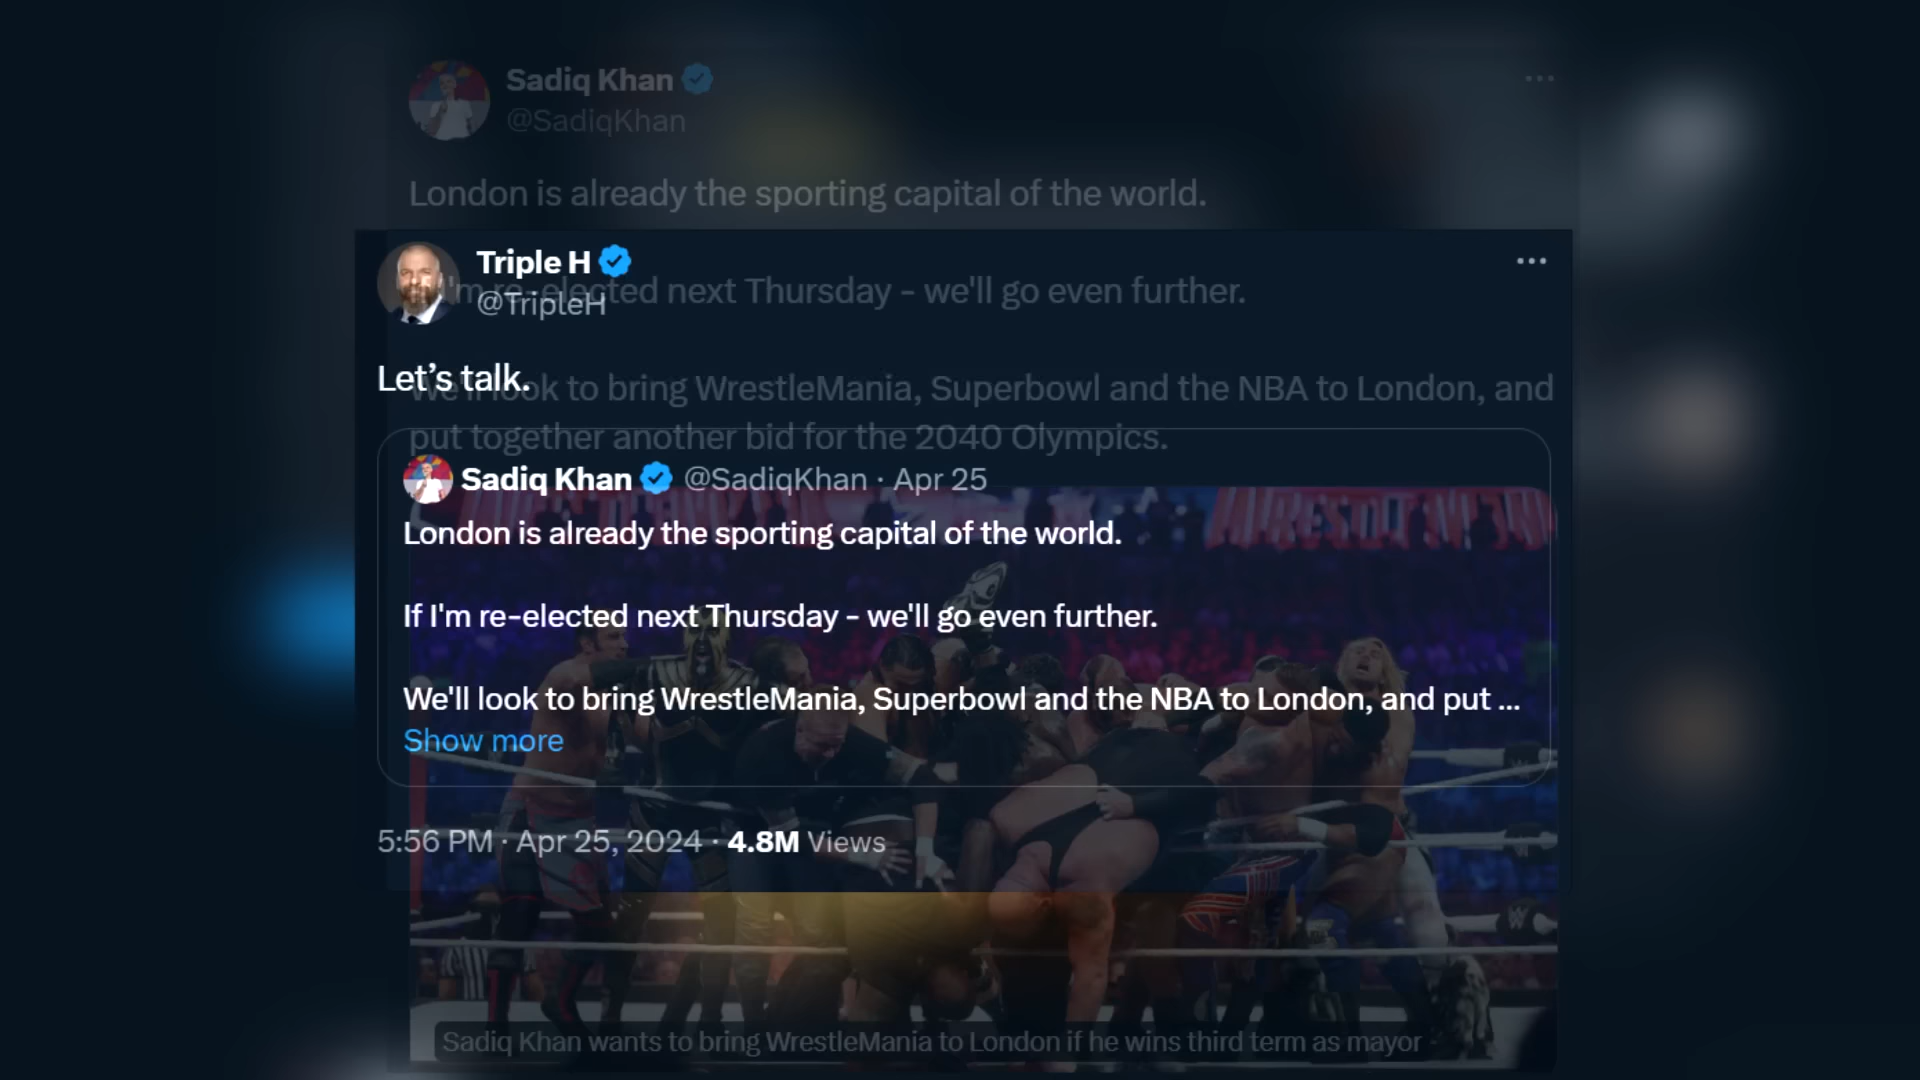 Sadiq Khan
@SadiqKhan
London is already the sporting capital of the world.
I'm re-elected next Thursday - we'll go even further.
We'll look to bring WrestleMania, Superbowl and the NBA to London, and
put together another bid for the 2040 Olympics.
Triple H
@TripleH
Let’s talk.
Sadiq Khan @SadiqKhan · Apr 25
London is already the sporting capital of the world.
If I'm re-elected next Thursday - we'll go even further.
We'll look to bring WrestleMania, Superbowl and the NBA to London, and put ...
Show more
5:56 PM · Apr 25, 2024 · 4.8M Views
Sadiq Khan wants to bring WrestleMania to London if he wins third term as mayor